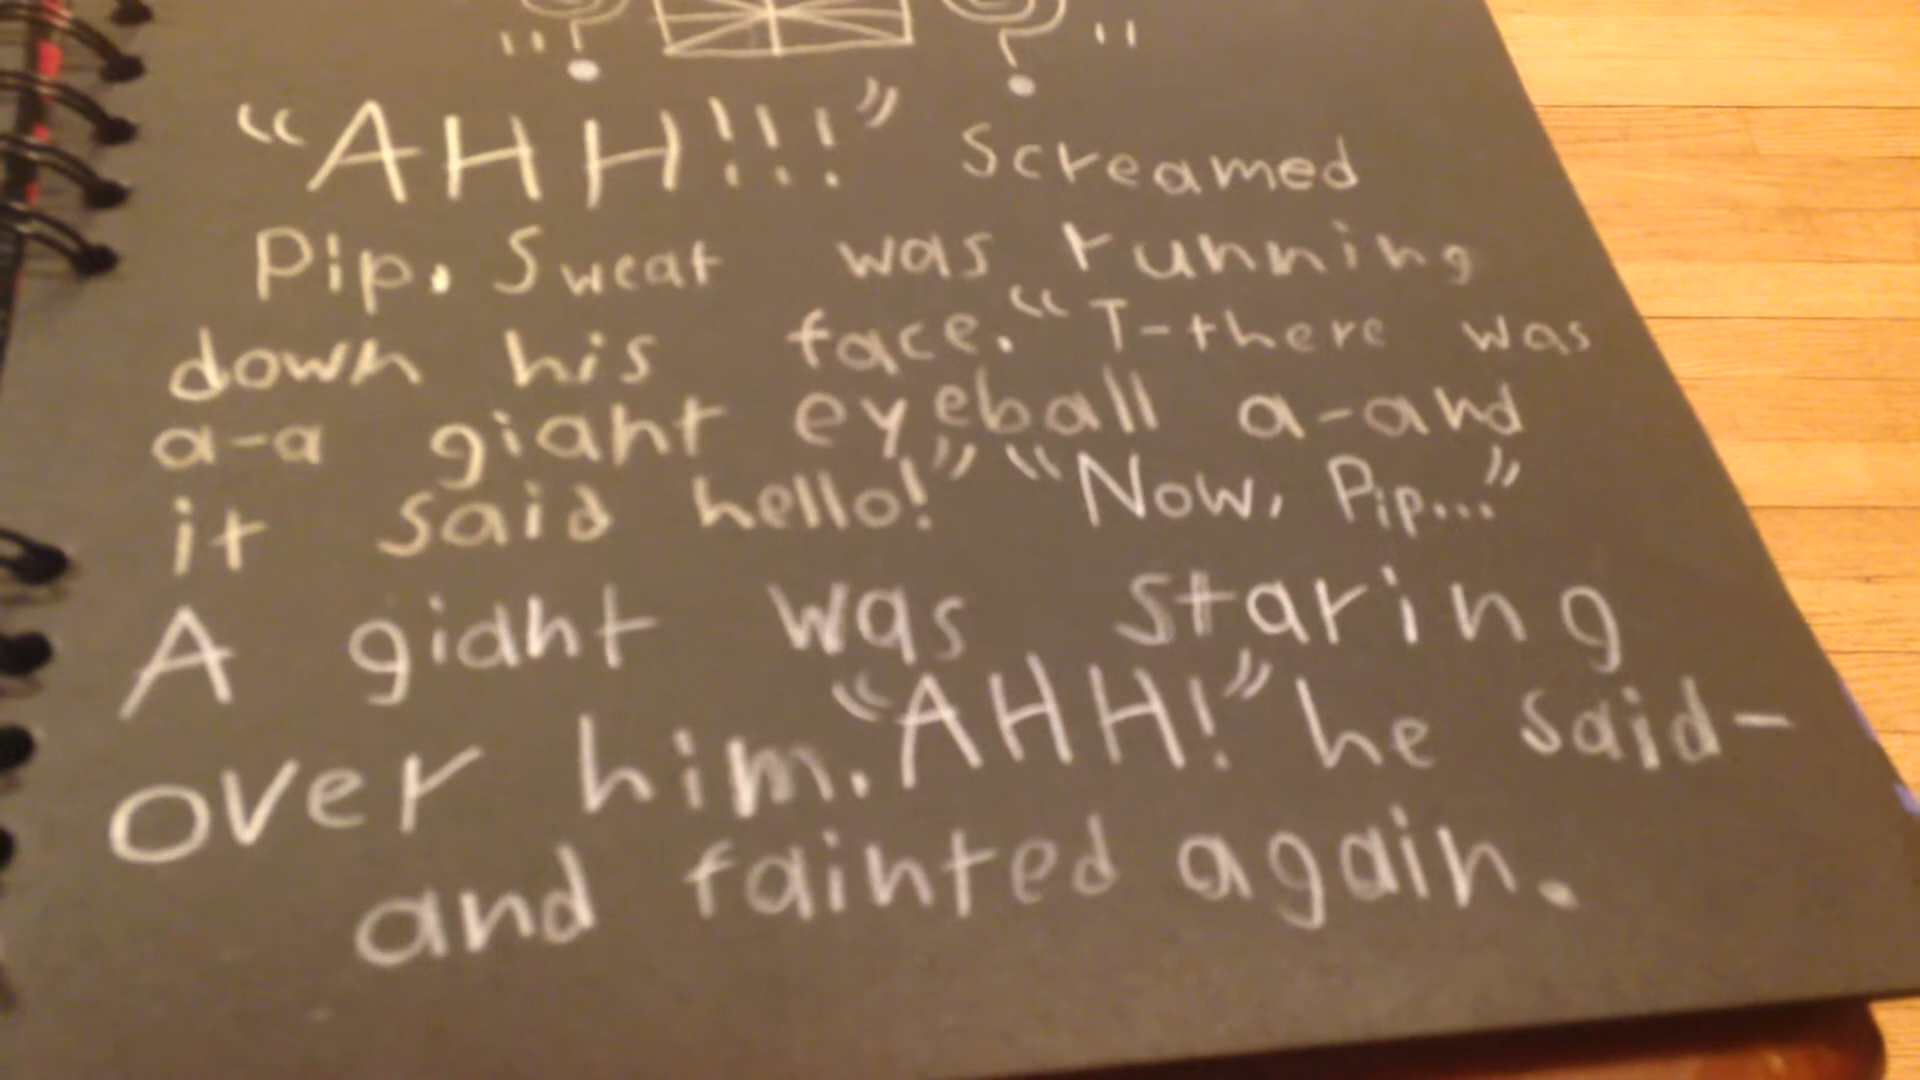 “AHH!!!” Screamed
Pip. Sweat was running
down his face. “T-there was
a-a giant eyeball a-and
it said hello!” “Now, Pip...”
A giant was staring
over him. “AHH!” he said-
and fainted again.